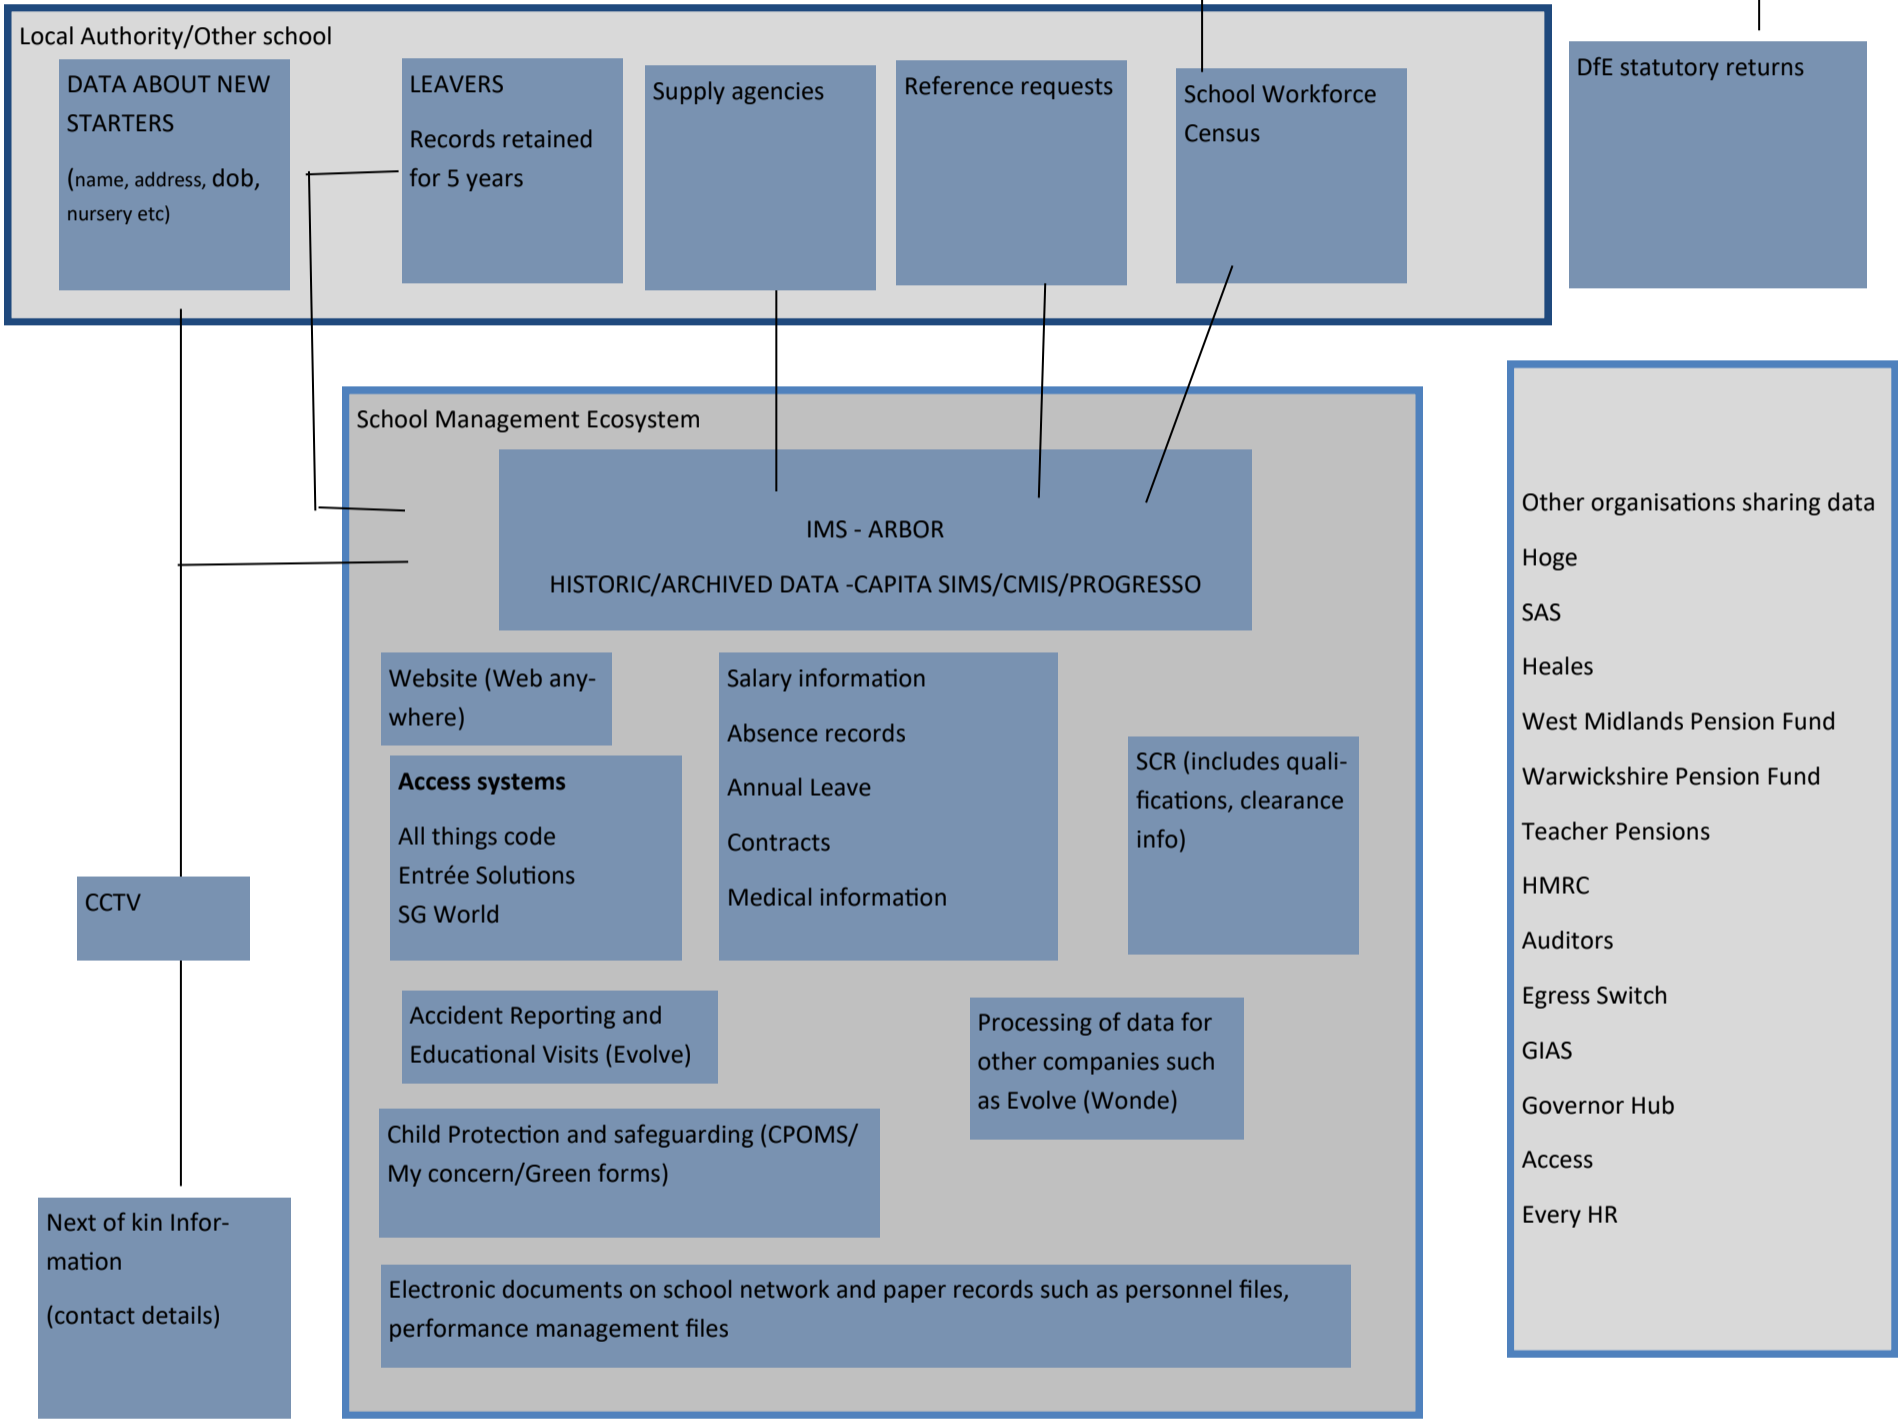 Local Authority/Other school
DATA ABOUT NEW
STARTERS
(name, address, dob,
nursery etc)
LEAVERS
Records retained
for 5 years
Supply agencies
Reference requests
School Workforce
Census
DfE statutory returns
School Management Ecosystem
IMS - ARBOR
HISTORIC/ARCHIVED DATA -CAPITA SIMS/CMIS/PROGRESSO
Website (Web any-
where)
Access systems
All things code
Entrée Solutions
SG World
Salary information
Absence records
Annual Leave
Contracts
Medical information
SCR (includes quali-
fications, clearance
info)
CCTV
Accident Reporting and
Educational Visits (Evolve)
Processing of data for
other companies such
as Evolve (Wonde)
Child Protection and safeguarding (CPOMS/
My concern/Green forms)
Next of kin Infor-
mation
(contact details)
Electronic documents on school network and paper records such as personnel files,
performance management files
Other organisations sharing data
Hoge
SAS
Heales
West Midlands Pension Fund
Warwickshire Pension Fund
Teacher Pensions
HMRC
Auditors
Egress Switch
GIAS
Governor Hub
Access
Every HR